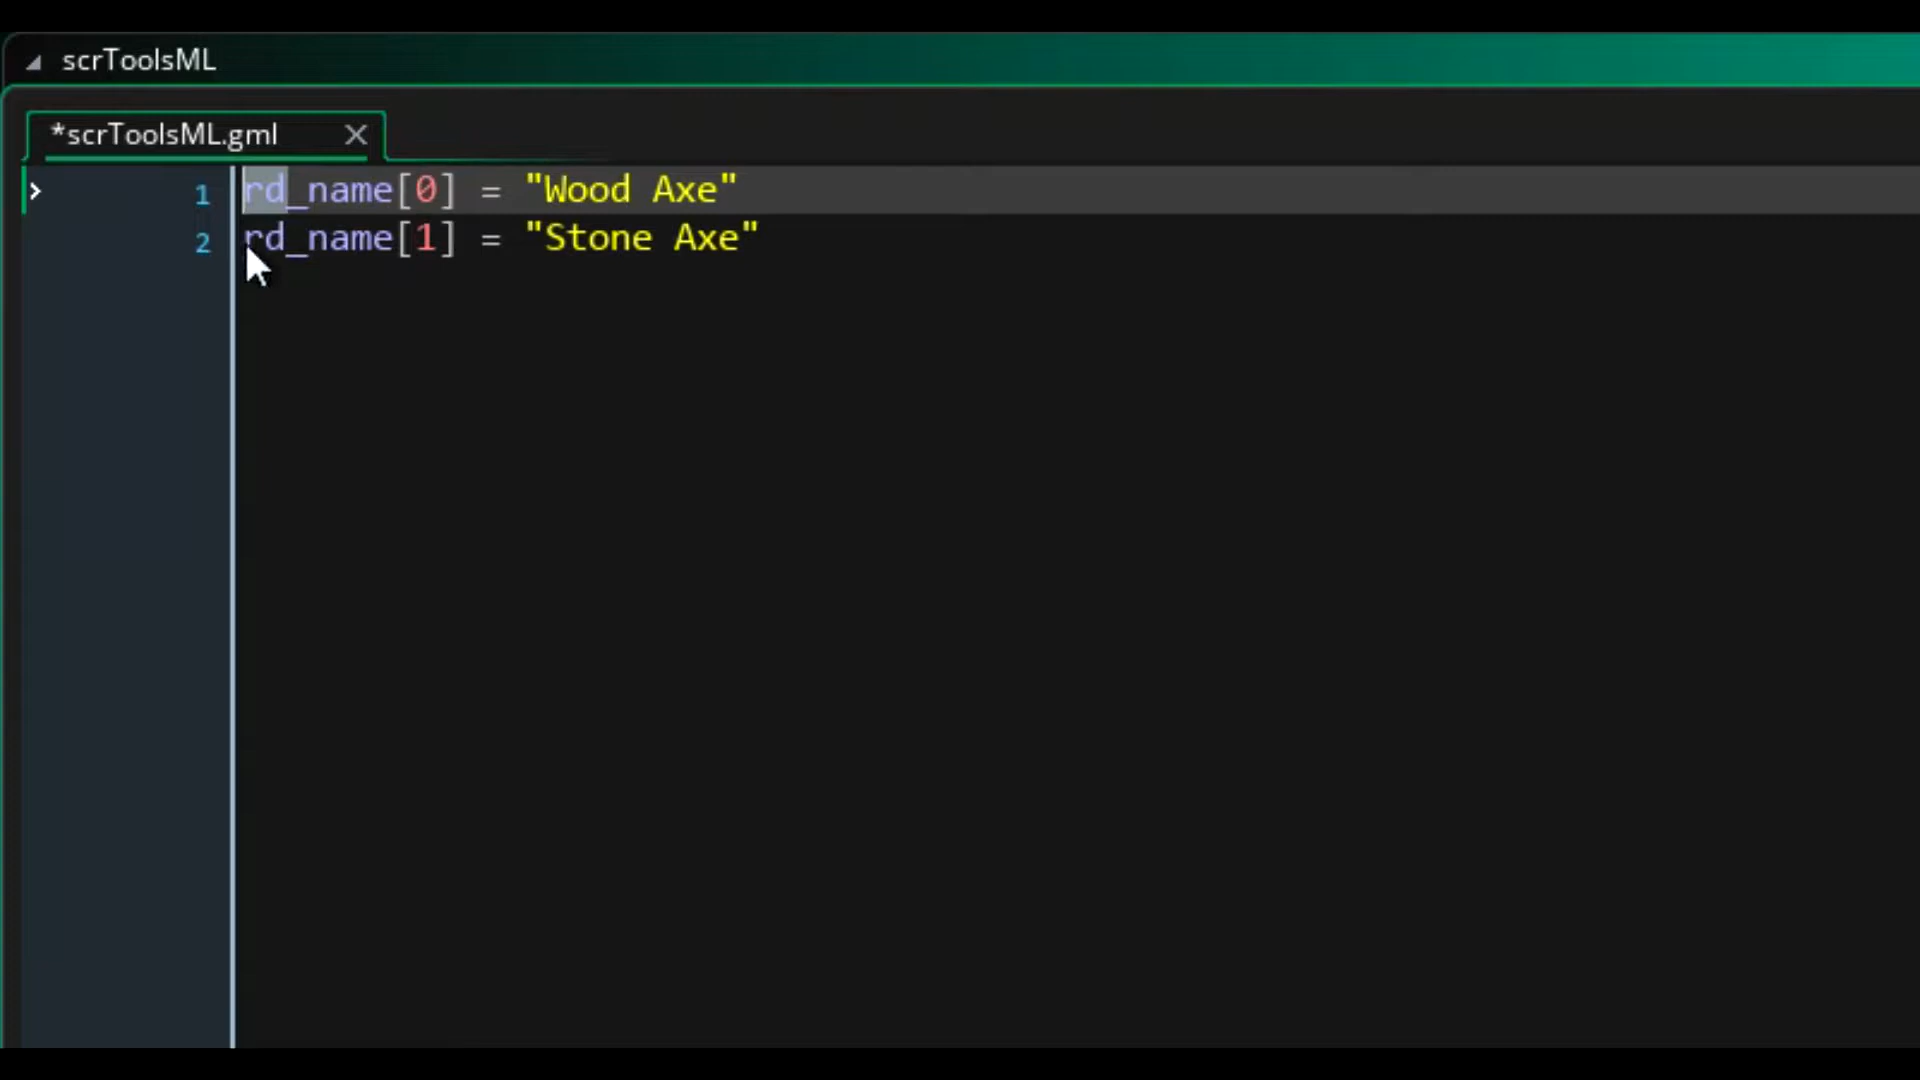 scrToolsML
*scrToolsML.gml
1 rd_name[0] = "Wood Axe"
2 rd_name[1] = "Stone Axe"